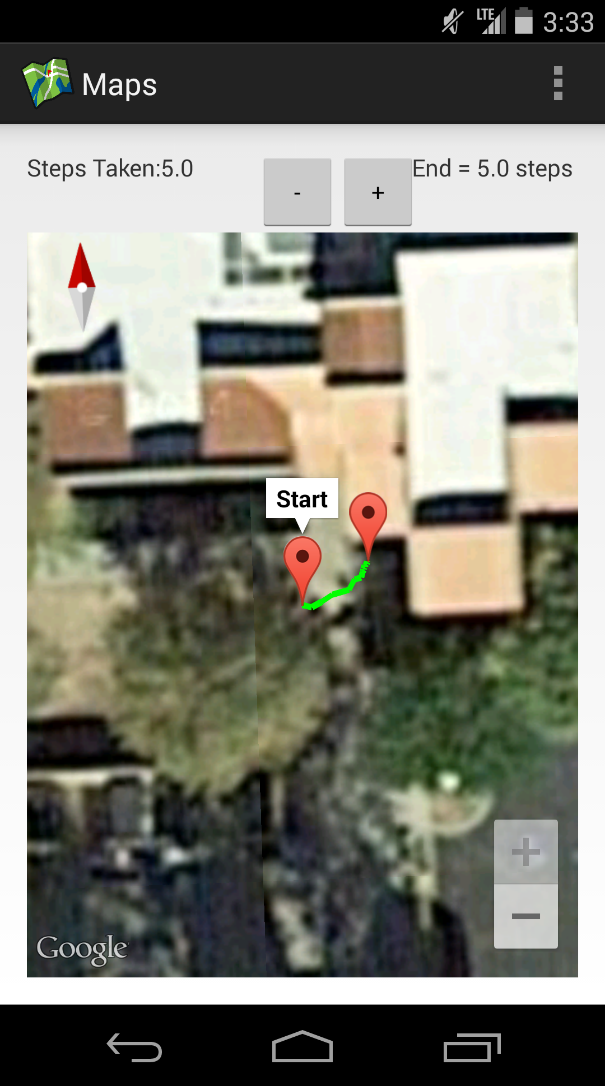 LTE 3:33
Maps
Steps Taken:5.0 - + End = 5.0 steps
Start
+
−
Google